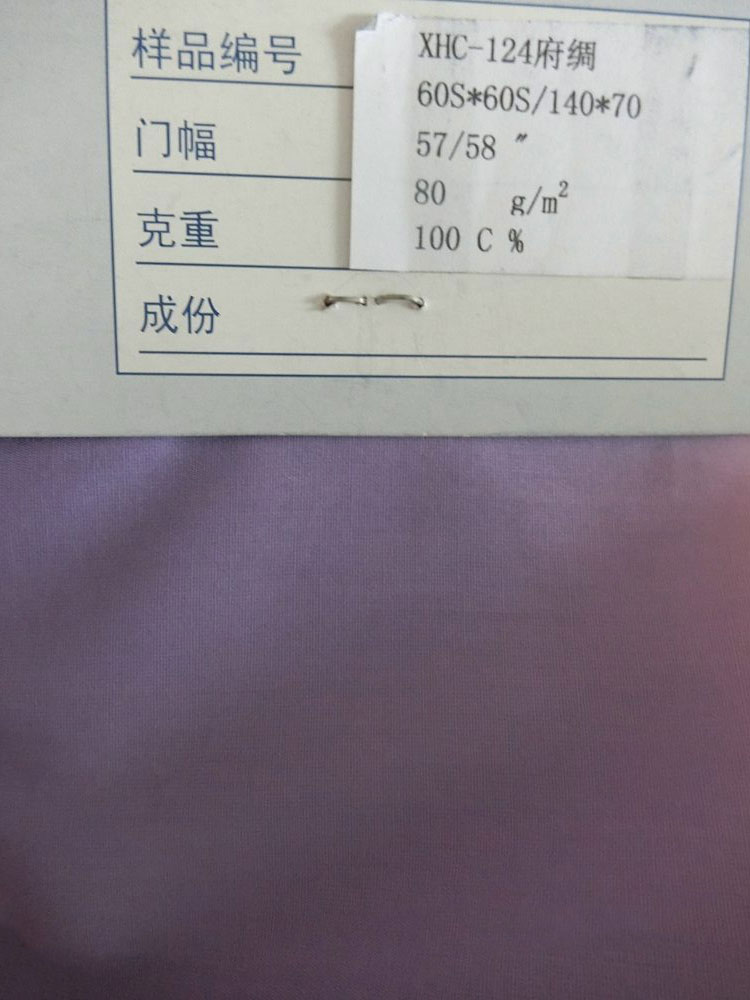 样品编号
XHC-124府绸
60S*60S/140*70
门幅
57/58 〃
克重
80 g/m²
100 C %
成份